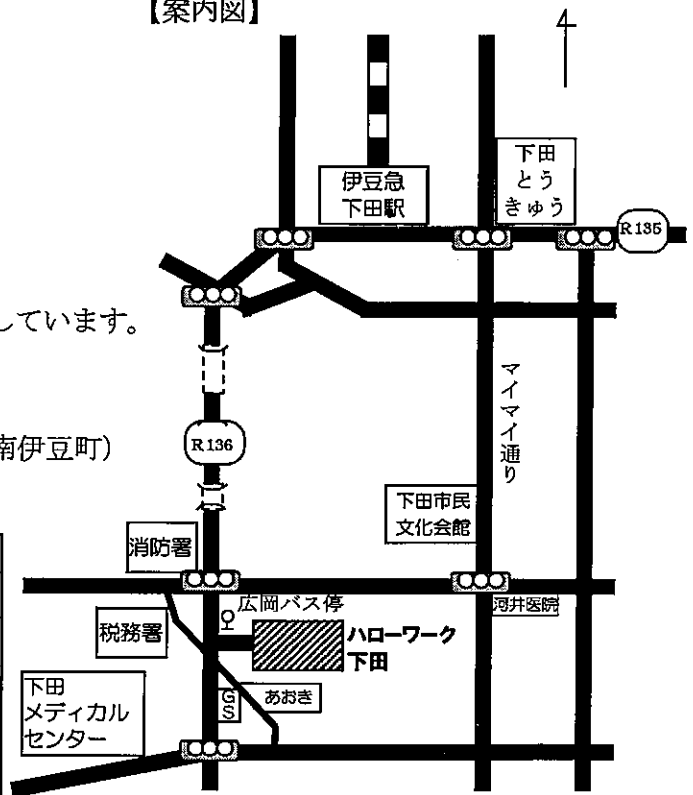 【案内図】
4
下田
とう
きゅう
伊豆急
下田駅
R135
しています。
マイマイ通り
R136
南伊豆町）
下田市民
文化会館
消防署
広岡バス停
河井医院
税務署
ハローワーク
下田
下田
メディカル
センター
GS
あおき